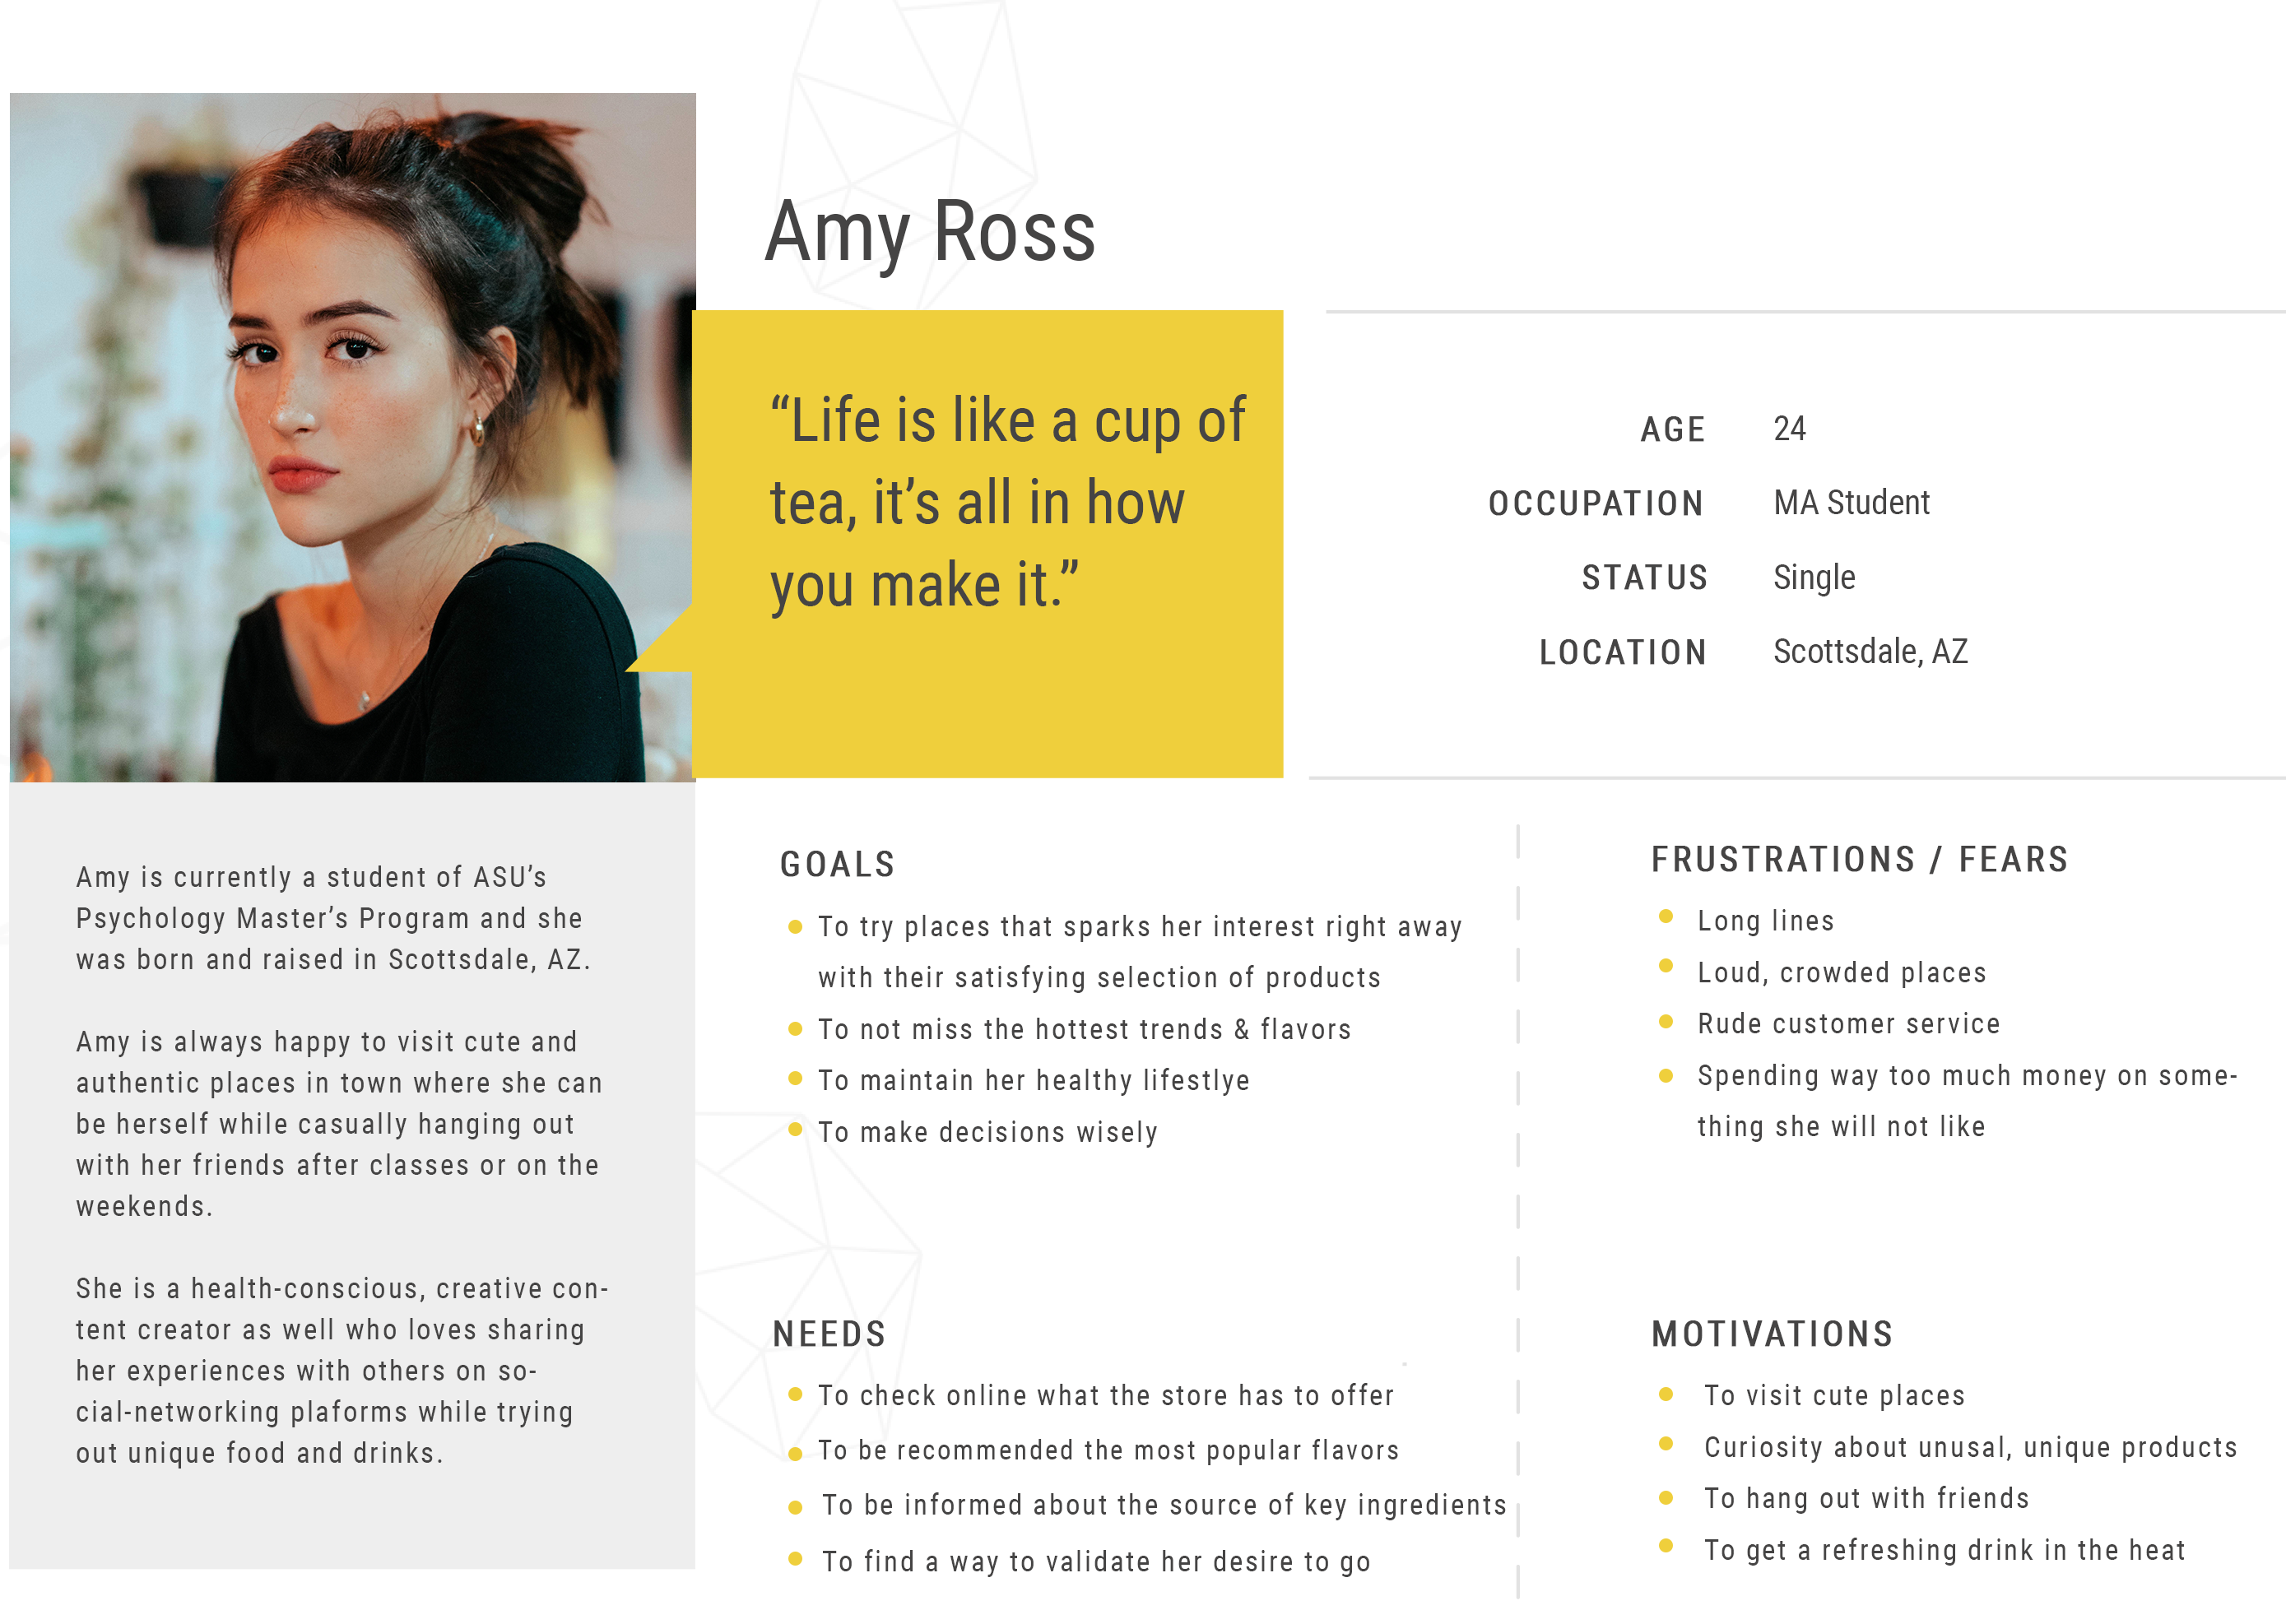 Amy Ross
“Life is like a cup of
tea, it’s all in how
you make it.”
AGE 24
OCCUPATION MA Student
STATUS Single
LOCATION Scottsdale, AZ
Amy is currently a student of ASU’s
Psychology Master’s Program and she
was born and raised in Scottsdale, AZ.
Amy is always happy to visit cute and
authentic places in town where she can
be herself while casually hanging out
with her friends after classes or on the
weekends.
She is a health-conscious, creative con-
tent creator as well who loves sharing
her experiences with others on so-
cial-networking plaforms while trying
out unique food and drinks.
GOALS
To try places that sparks her interest right away
with their satisfying selection of products
To not miss the hottest trends & flavors
To maintain her healthy lifestlye
To make decisions wisely
FRUSTRATIONS / FEARS
Long lines
Loud, crowded places
Rude customer service
Spending way too much money on some-
thing she will not like
NEEDS
To check online what the store has to offer
To be recommended the most popular flavors
To be informed about the source of key ingredients
To find a way to validate her desire to go
MOTIVATIONS
To visit cute places
Curiosity about unusal, unique products
To hang out with friends
To get a refreshing drink in the heat